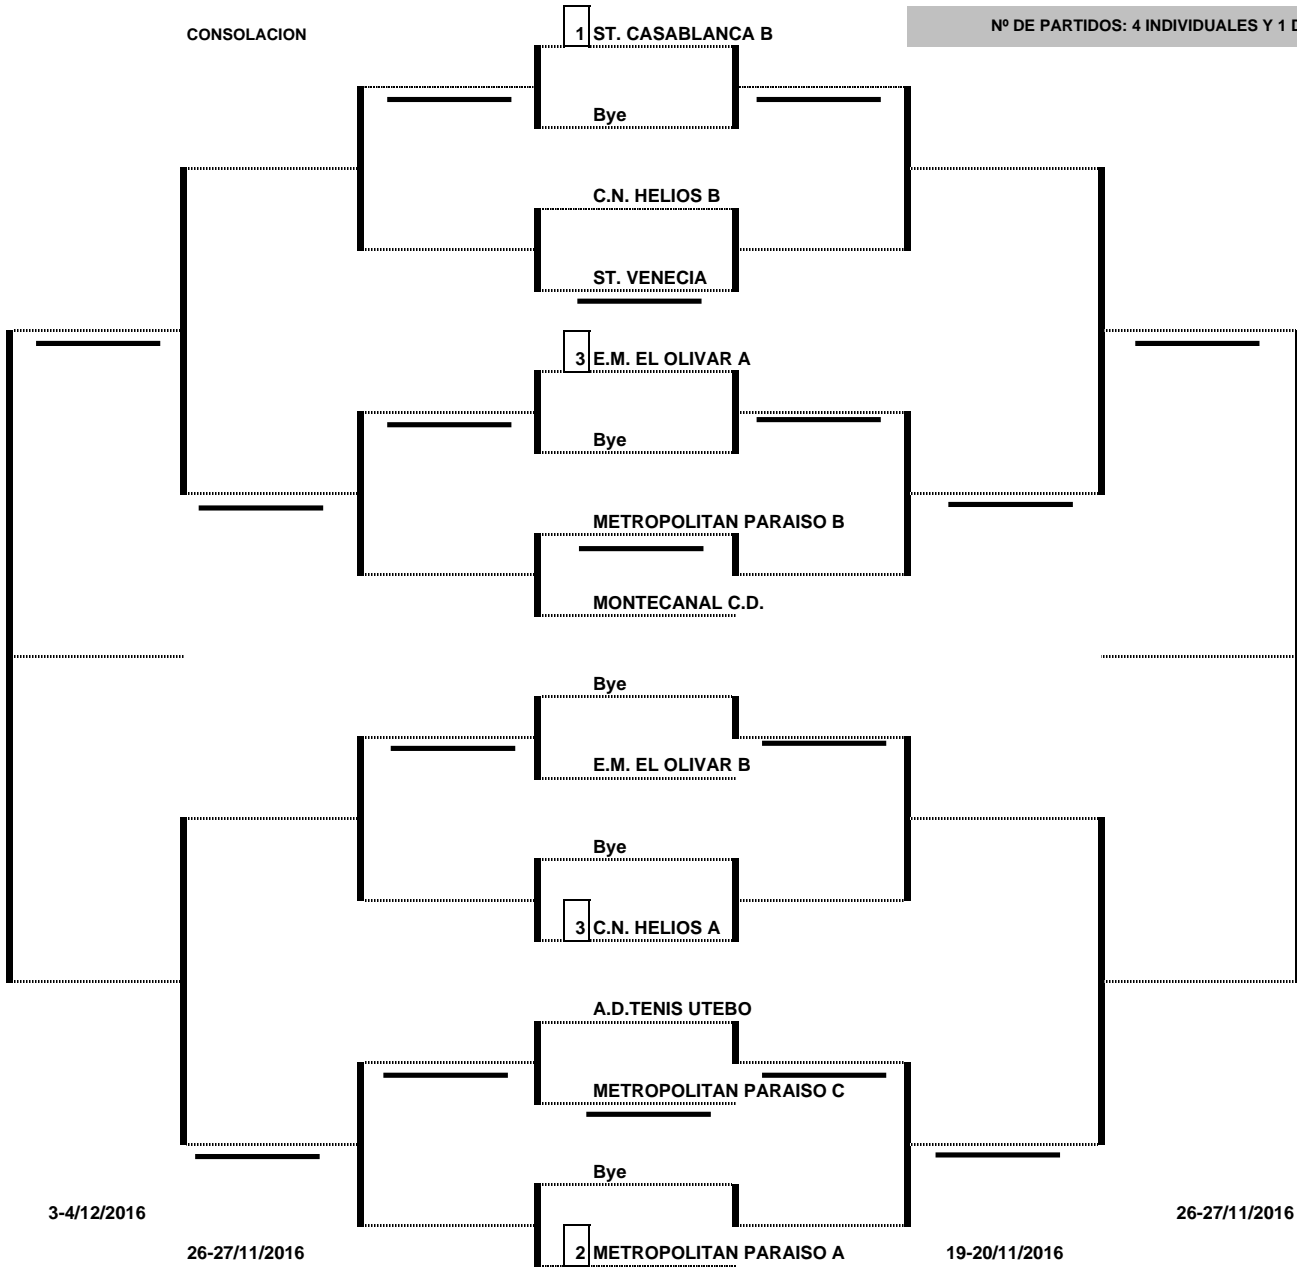 1 ST. CASABLANCA B
Nº DE PARTIDOS: 4 INDIVIDUALES Y 1 D
CONSOLACION
Bye
C.N. HELIOS B
ST. VENECIA
3 E.M. EL OLIVAR A
Bye
METROPOLITAN PARAISO B
MONTECANAL C.D.
Bye
E.M. EL OLIVAR B
Bye
3 C.N. HELIOS A
A.D.TENIS UTEBO
METROPOLITAN PARAISO C
Bye
3-4/12/2016
26-27/11/2016
26-27/11/2016
2 METROPOLITAN PARAISO A
19-20/11/2016